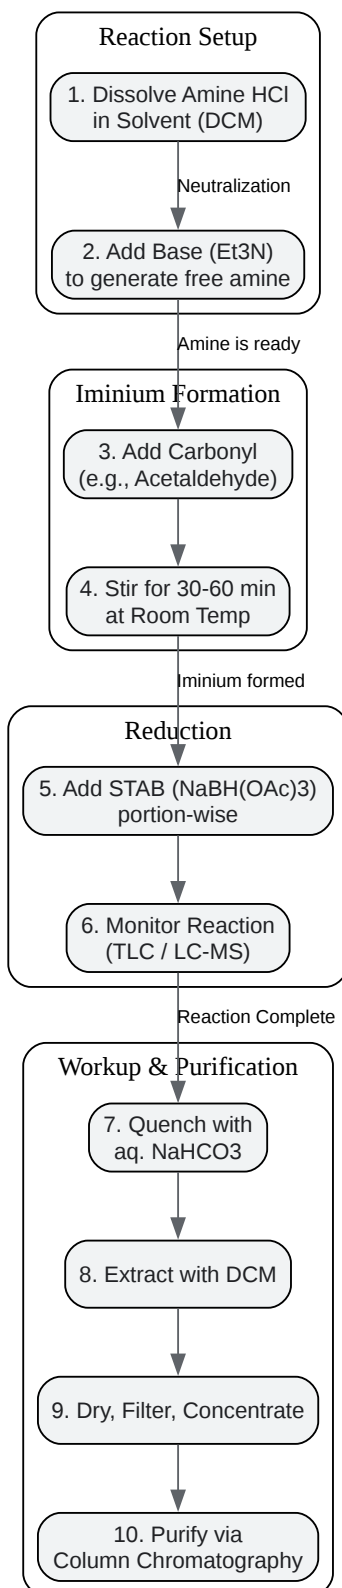 Reaction Setup
1. Dissolve Amine HCl
in Solvent (DCM)
Neutralization
2. Add Base (Et3N)
to generate free amine
Amine is ready
Iminium Formation
3. Add Carbonyl
(e.g., Acetaldehyde)
4. Stir for 30-60 min
at Room Temp
Iminium formed
Reduction
5. Add STAB (NaBH(OAc)3)
portion-wise
6. Monitor Reaction
(TLC / LC-MS)
Reaction Complete
Workup & Purification
7. Quench with
aq. NaHCO3
8. Extract with DCM
9. Dry, Filter, Concentrate
10. Purify via
Column Chromatography